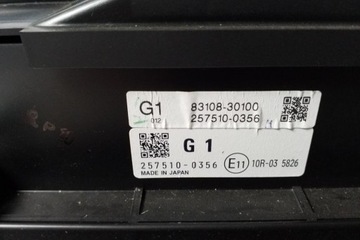 G1 83108-30100
012 257510-0356
G 1
257510-0356 E11 10R-03 5826
MADE IN JAPAN